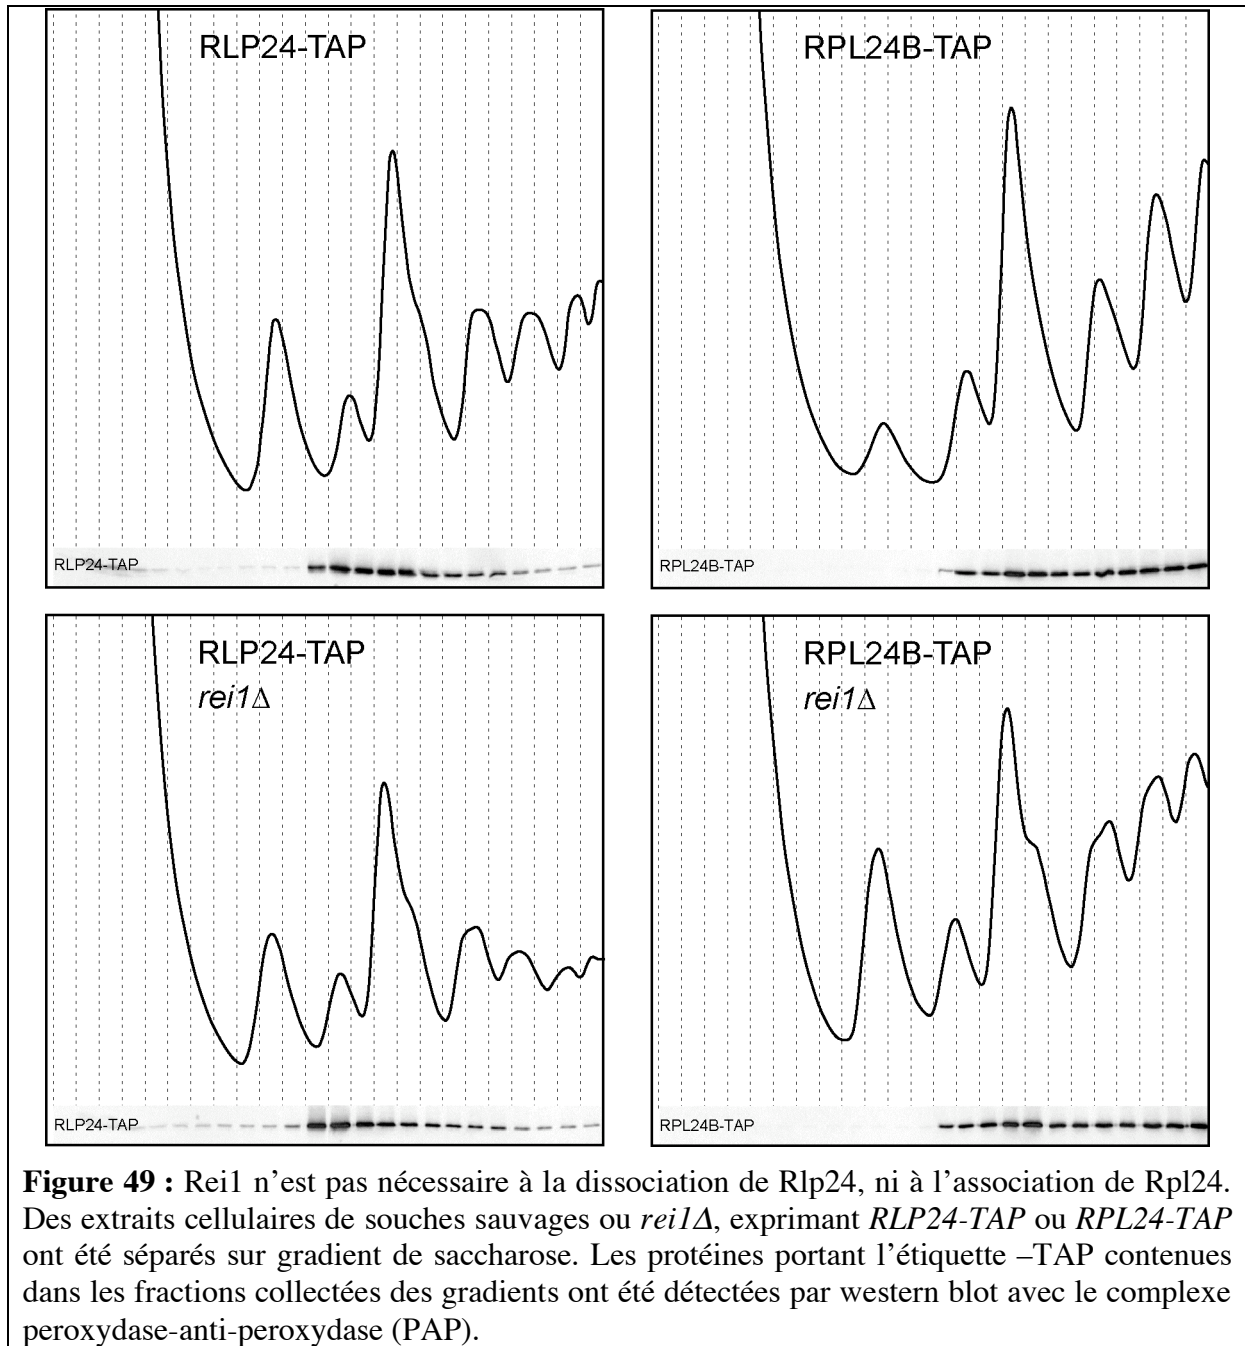 RLP24-TAP
RPL24B-TAP
RLP24-TAP
RPL24B-TAP
RLP24-TAP
rei1Δ
RPL24B-TAP
rei1Δ
RLP24-TAP
RPL24B-TAP
Figure 49 : Rei1 n’est pas nécessaire à la dissociation de Rlp24, ni à l’association de Rpl24.
Des extraits cellulaires de souches sauvages ou rei1Δ, exprimant RLP24-TAP ou RPL24-TAP
ont été séparés sur gradient de saccharose. Les protéines portant l’étiquette –TAP contenues
dans les fractions collectées des gradients ont été détectées par western blot avec le complexe
peroxydase-anti-peroxydase (PAP).